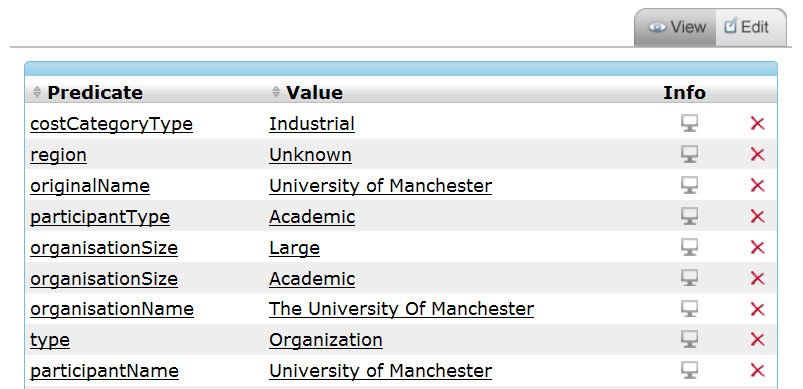 View Edit
Predicate Value Info
costCategoryType Industrial
region Unknown
originalName University of Manchester
participantType Academic
organisationSize Large
organisationSize Academic
organisationName The University Of Manchester
type Organization
participantName University of Manchester